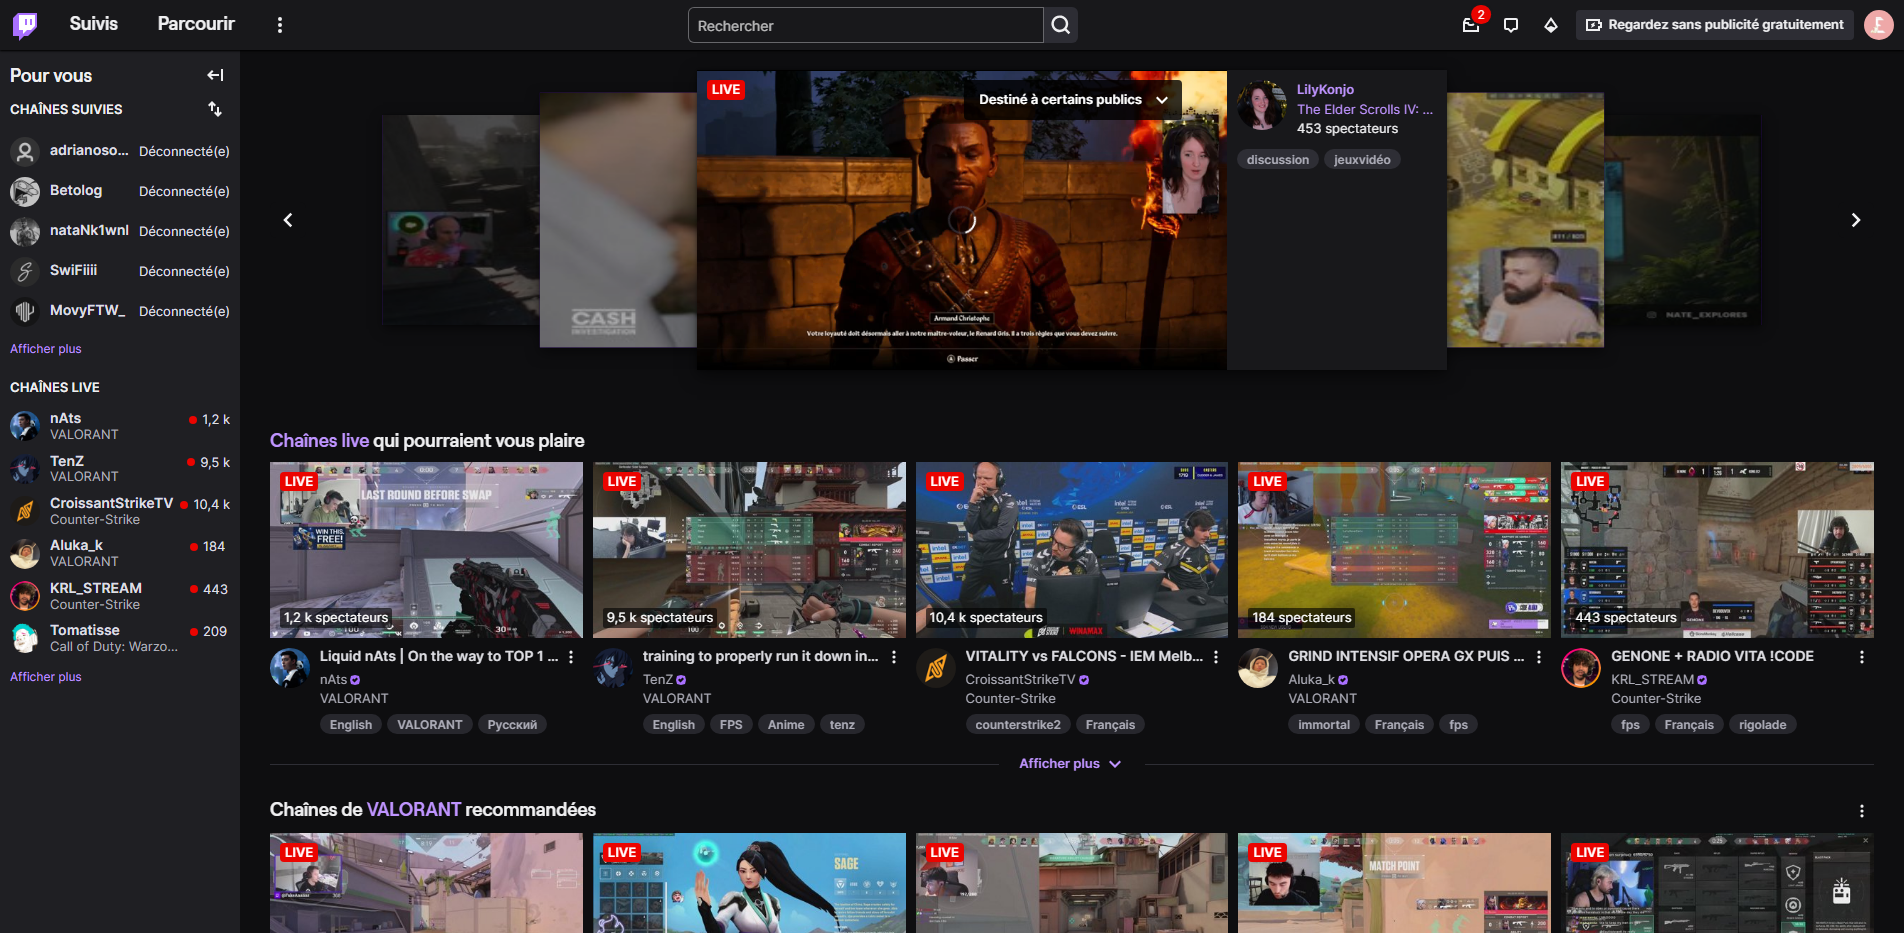 Suivis
Parcourir
Rechercher
2
Regardez sans publicité gratuitement
Pour vous
CHAÎNES SUIVIES
adrianoso... Déconnecté(e)
Betolog Déconnecté(e)
nataNk1wnl Déconnecté(e)
SwiFiiii Déconnecté(e)
MovyFTW_ Déconnecté(e)
Afficher plus
CHAÎNES LIVE
nAts 1,2 k
VALORANT
TenZ 9,5 k
VALORANT
CroissantStrikeTV 10,4 k
Counter-Strike
Aluka_k 184
VALORANT
KRL_STREAM 443
Counter-Strike
Tomatisse 209
Call of Duty: Warzo...
Afficher plus
CASH
INVESTIGATION
LIVE
Destiné à certains publics
Armand Christophe
Votre loyauté doit désormais aller à notre maître-voleur, le Renard Gris. Il a trois règles que vous devez suivre.
Passer
LilyKonjo
The Elder Scrolls IV: ...
453 spectateurs
discussion
jeuxvidéo
NATE_EXPLORES
Chaînes live qui pourraient vous plaire
LIVE
LAST ROUND BEFORE SWAP
WIN THIS,
FREE!
1,2 k spectateurs
Liquid nAts | On the way to TOP 1 ...
nAts
VALORANT
English VALORANT Русский
LIVE
9,5 k spectateurs
training to properly run it down in...
TenZ
VALORANT
English FPS Anime tenz
LIVE
10,4 k spectateurs
WINAMAX
VITALITY vs FALCONS - IEM Melb...
CroissantStrikeTV
Counter-Strike
counterstrike2 Français
LIVE
184 spectateurs
GRIND INTENSIF OPERA GX PUIS ...
Aluka_k
VALORANT
immortal Français fps
LIVE
443 spectateurs
GENONE + RADIO VITA !CODE
KRL_STREAM
Counter-Strike
fps Français rigolade
Afficher plus
Chaînes de VALORANT recommandées
LIVE
LIVE
SAGE
LIVE
LIVE
MATCH POINT
LIVE